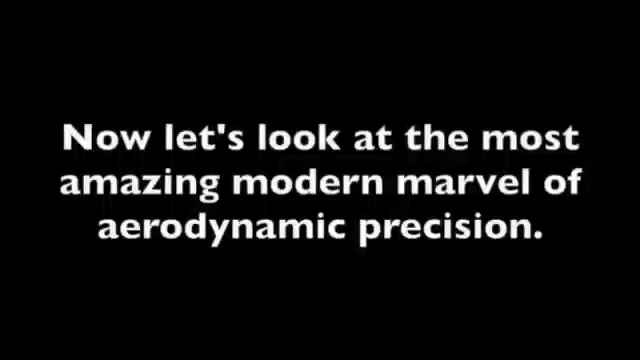 Now let's look at the most
amazing modern marvel of
aerodynamic precision.